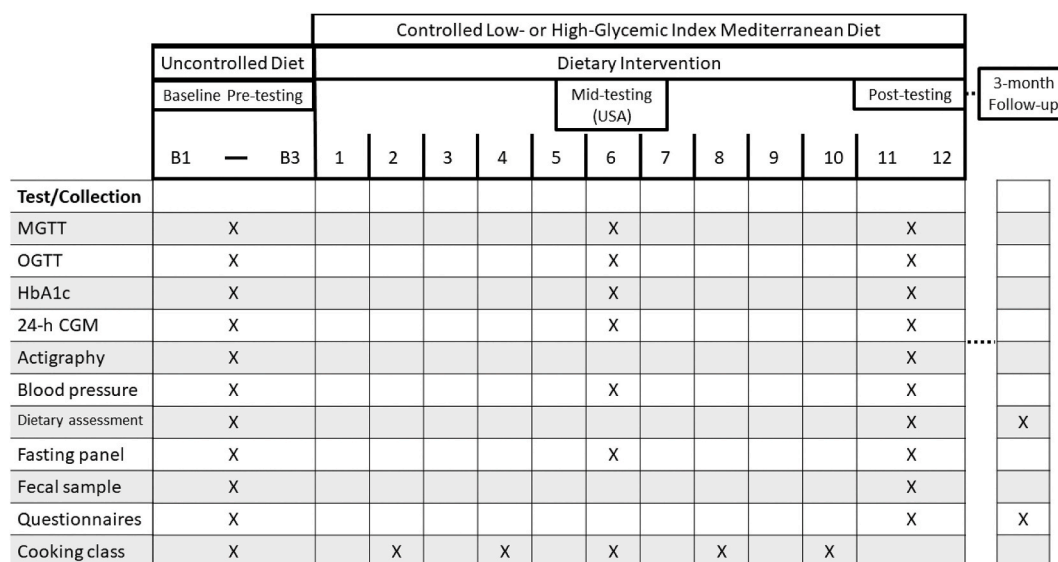 Controlled Low- or High-Glycemic Index Mediterranean Diet
Uncontrolled Diet Dietary Intervention
Baseline Pre-testing Mid-testing (USA) Post-testing 3-month Follow-up
B1 — B3 1 2 3 4 5 6 7 8 9 10 11 12
Test/Collection
MGTT X X X
OGTT X X X
HbA1c X X X
24-h CGM X X X
Actigraphy X X
Blood pressure X X X
Dietary assessment X X X
Fasting panel X X X
Fecal sample X X
Questionnaires X X X
Cooking class X X X X X X